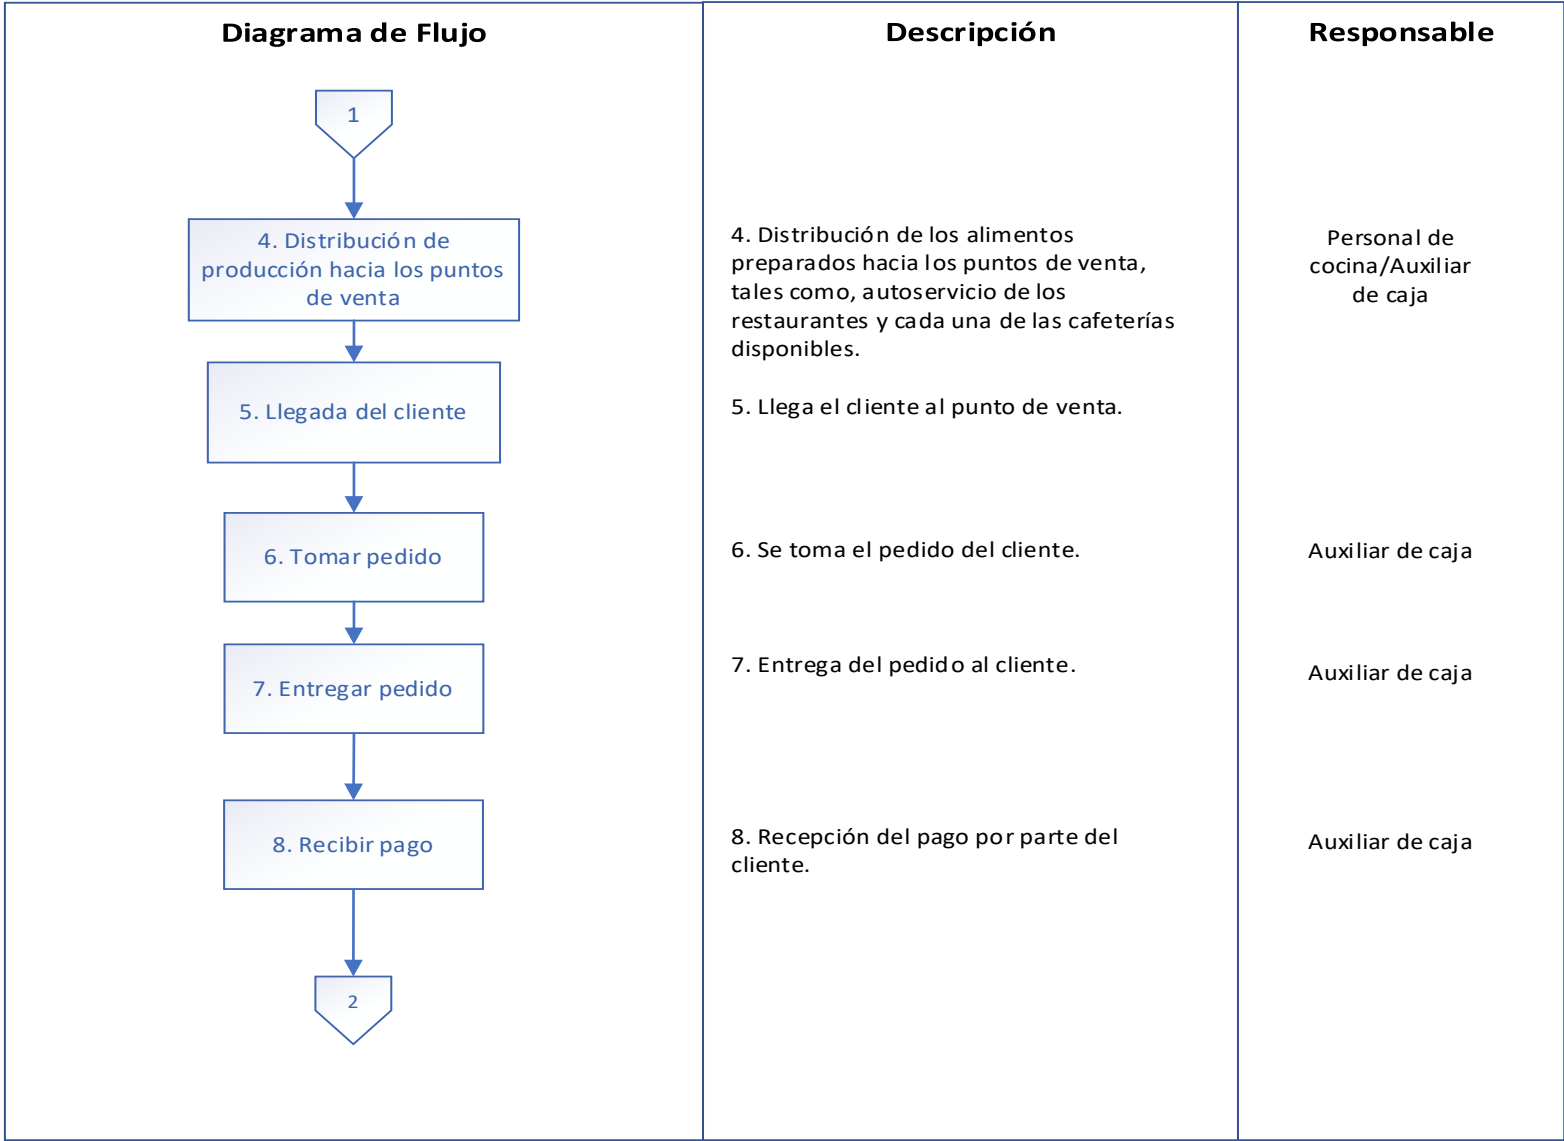 Diagrama de Flujo
Descripción
Responsable
1
4. Distribución de
producción hacia los puntos
de venta
4. Distribución de los alimentos
preparados hacia los puntos de venta,
tales como, autoservicio de los
restaurantes y cada una de las cafeterías
disponibles.
Personal de
cocina/Auxiliar
de caja
5. Llegada del cliente
5. Llega el cliente al punto de venta.
6. Tomar pedido
6. Se toma el pedido del cliente.
Auxiliar de caja
7. Entregar pedido
7. Entrega del pedido al cliente.
Auxiliar de caja
8. Recibir pago
8. Recepción del pago por parte del
cliente.
Auxiliar de caja
2